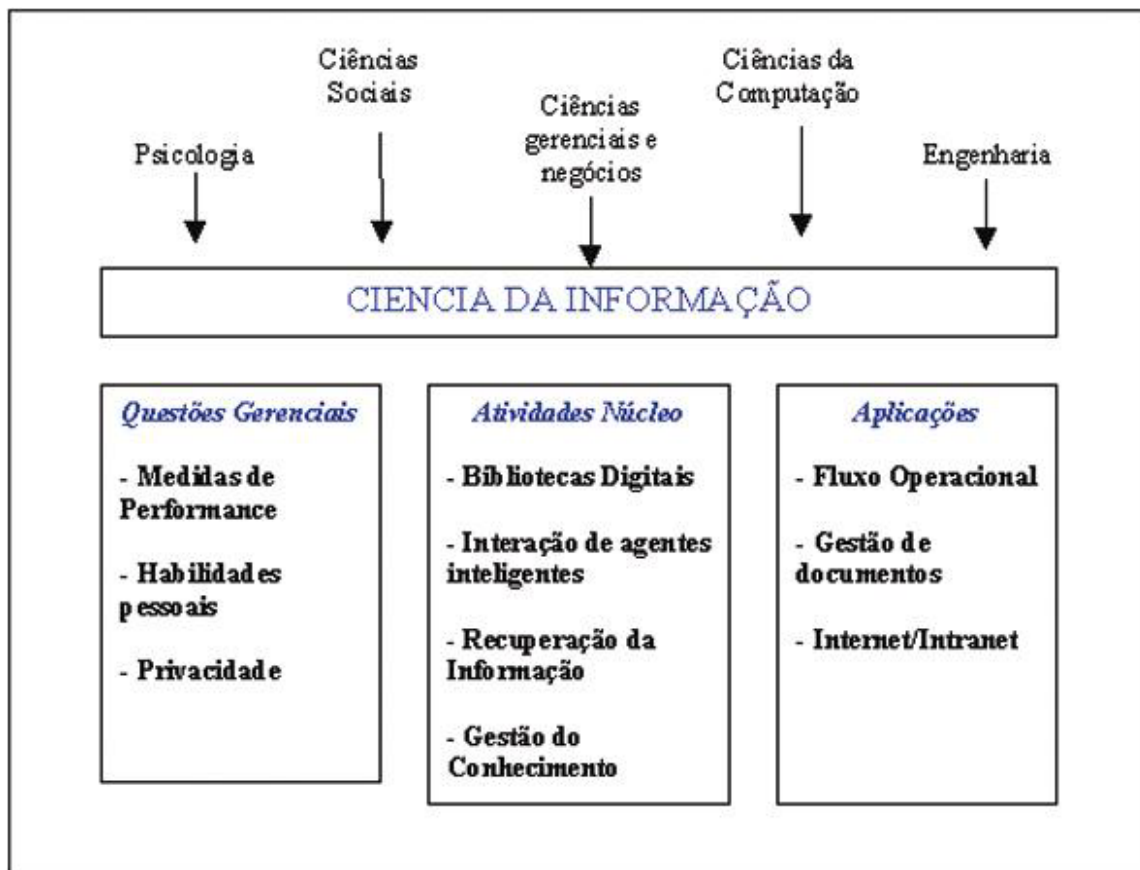 Ciências
Sociais
Ciências da
Computação
Ciências
gerenciais e
negócios
Psicologia
Engenharia
CIENCIA DA INFORMAÇÃO
Questões Gerenciais
- Medidas de
Performance
- Habilidades
pessoais
- Privacidade
Atividades Núcleo
- Bibliotecas Digitais
- Interação de agentes
inteligentes
- Recuperação da
Informação
- Gestão do
Conhecimento
Aplicações
- Fluxo Operacional
- Gestão de
documentos
- Internet/Intranet